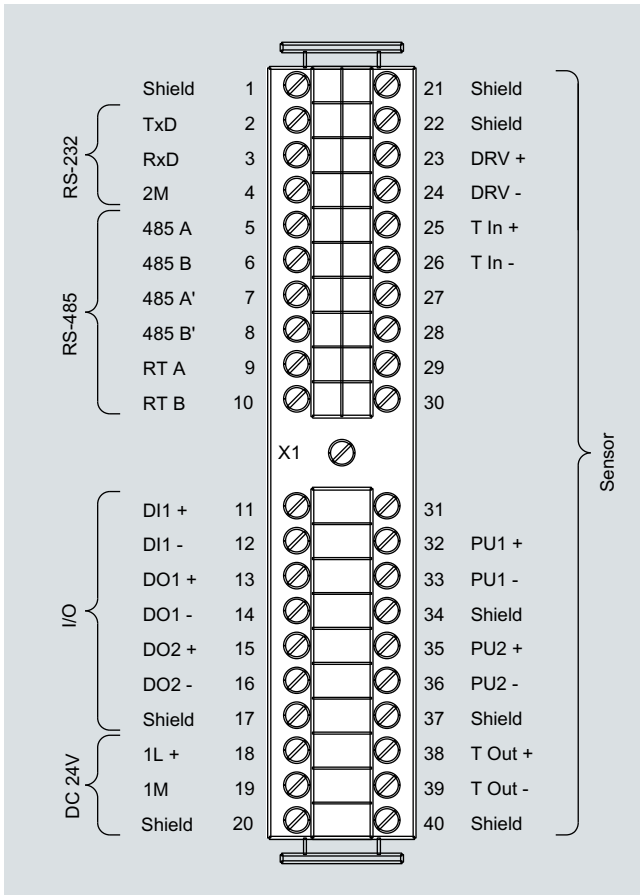 Shield 1 21 Shield
TxD 2 22 Shield
RxD 3 23 DRV +
2M 4 24 DRV -
RS-232
485 A 5 25 T In +
485 B 6 26 T In -
485 A' 7 27
485 B' 8 28
RT A 9 29
RT B 10 30
RS-485
X1
Sensor
DI1 + 11 31
DI1 - 12 32 PU1 +
DO1 + 13 33 PU1 -
DO1 - 14 34 Shield
DO2 + 15 35 PU2 +
DO2 - 16 36 PU2 -
Shield 17 37 Shield
I/O
1L + 18 38 T Out +
1M 19 39 T Out -
Shield 20 40 Shield
DC 24V